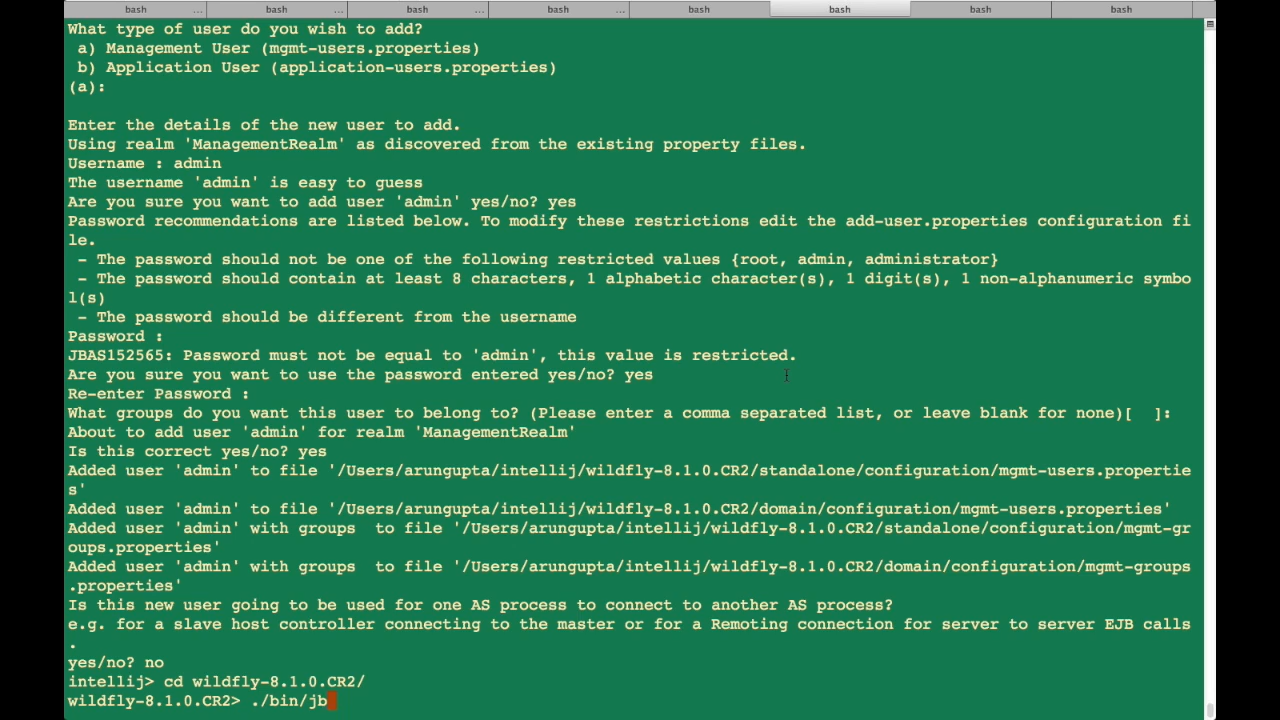 bash ... bash ... bash ... bash ... bash bash bash bash
What type of user do you wish to add?
a) Management User (mgmt-users.properties)
b) Application User (application-users.properties)
(a):
Enter the details of the new user to add.
Using realm 'ManagementRealm' as discovered from the existing property files.
Username : admin
The username 'admin' is easy to guess
Are you sure you want to add user 'admin' yes/no? yes
Password recommendations are listed below. To modify these restrictions edit the add-user.properties configuration fi
le.
- The password should not be one of the following restricted values {root, admin, administrator}
- The password should contain at least 8 characters, 1 alphabetic character(s), 1 digit(s), 1 non-alphanumeric symbo
l(s)
- The password should be different from the username
Password :
JBAS152565: Password must not be equal to 'admin', this value is restricted.
Are you sure you want to use the password entered yes/no? yes
Re-enter Password :
What groups do you want this user to belong to? (Please enter a comma separated list, or leave blank for none)[  ]:
About to add user 'admin' for realm 'ManagementRealm'
Is this correct yes/no? yes
Added user 'admin' to file '/Users/arungupta/intellij/wildfly-8.1.0.CR2/standalone/configuration/mgmt-users.propertie
s'
Added user 'admin' to file '/Users/arungupta/intellij/wildfly-8.1.0.CR2/domain/configuration/mgmt-users.properties'
Added user 'admin' with groups  to file '/Users/arungupta/intellij/wildfly-8.1.0.CR2/standalone/configuration/mgmt-gr
oups.properties'
Added user 'admin' with groups  to file '/Users/arungupta/intellij/wildfly-8.1.0.CR2/domain/configuration/mgmt-groups
.properties'
Is this new user going to be used for one AS process to connect to another AS process?
e.g. for a slave host controller connecting to the master or for a Remoting connection for server to server EJB calls
.
yes/no? no
intellij> cd wildfly-8.1.0.CR2/
wildfly-8.1.0.CR2> ./bin/jb